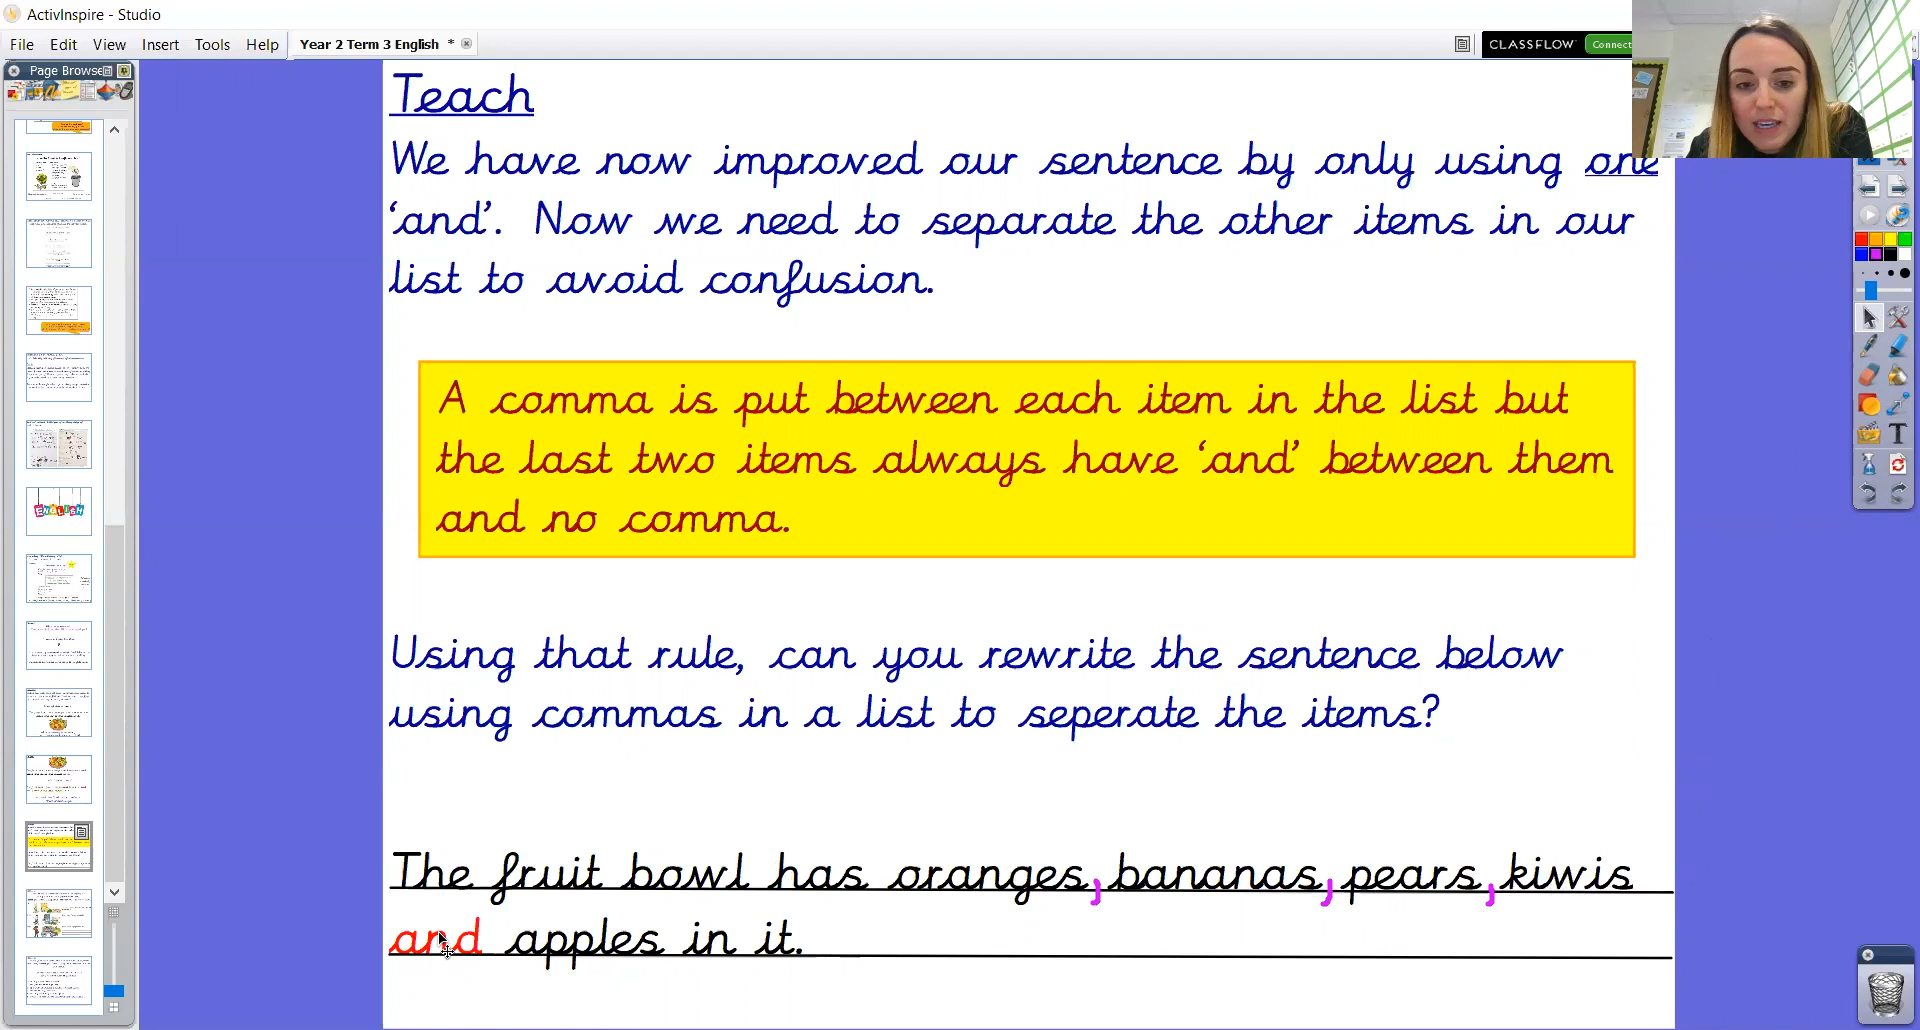 ActivInspire - Studio
File Edit View Insert Tools Help Year 2 Term 3 English *
CLASSFLOW Connect
Page Browse
Teach
We have now improved our sentence by only using one
‘and’. Now we need to separate the other items in our
list to avoid confusion.
A comma is put between each item in the list but
the last two items always have ‘and’ between them
and no comma.
Using that rule, can you rewrite the sentence below
using commas in a list to seperate the items?
The fruit bowl has oranges, bananas, pears, kiwis
and apples in it.
ENGLISH